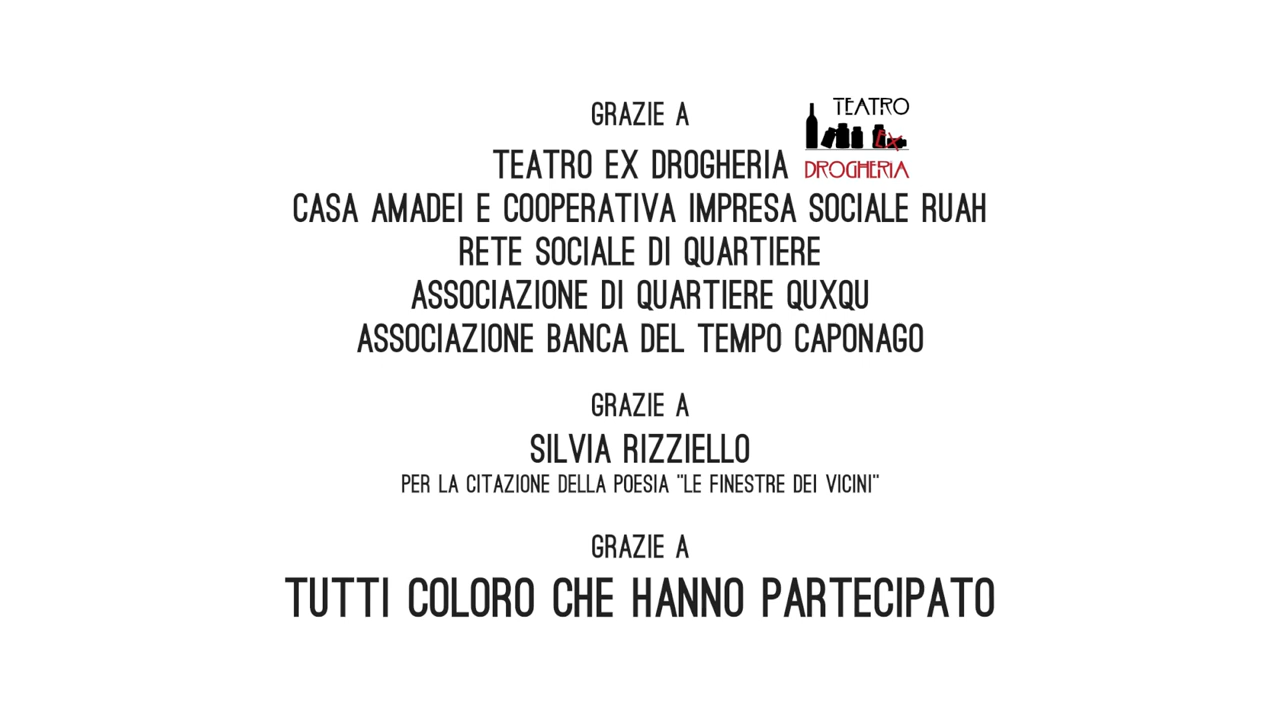 GRAZIE A
TEATRO EX DROGHERIA
TEATRO
EX
DROGHERIA
CASA AMADEI E COOPERATIVA IMPRESA SOCIALE RUAH
RETE SOCIALE DI QUARTIERE
ASSOCIAZIONE DI QUARTIERE QUXQU
ASSOCIAZIONE BANCA DEL TEMPO CAPONAGO
GRAZIE A
SILVIA RIZZIELLO
PER LA CITAZIONE DELLA POESIA "LE FINESTRE DEI VICINI"
GRAZIE A
TUTTI COLORO CHE HANNO PARTECIPATO